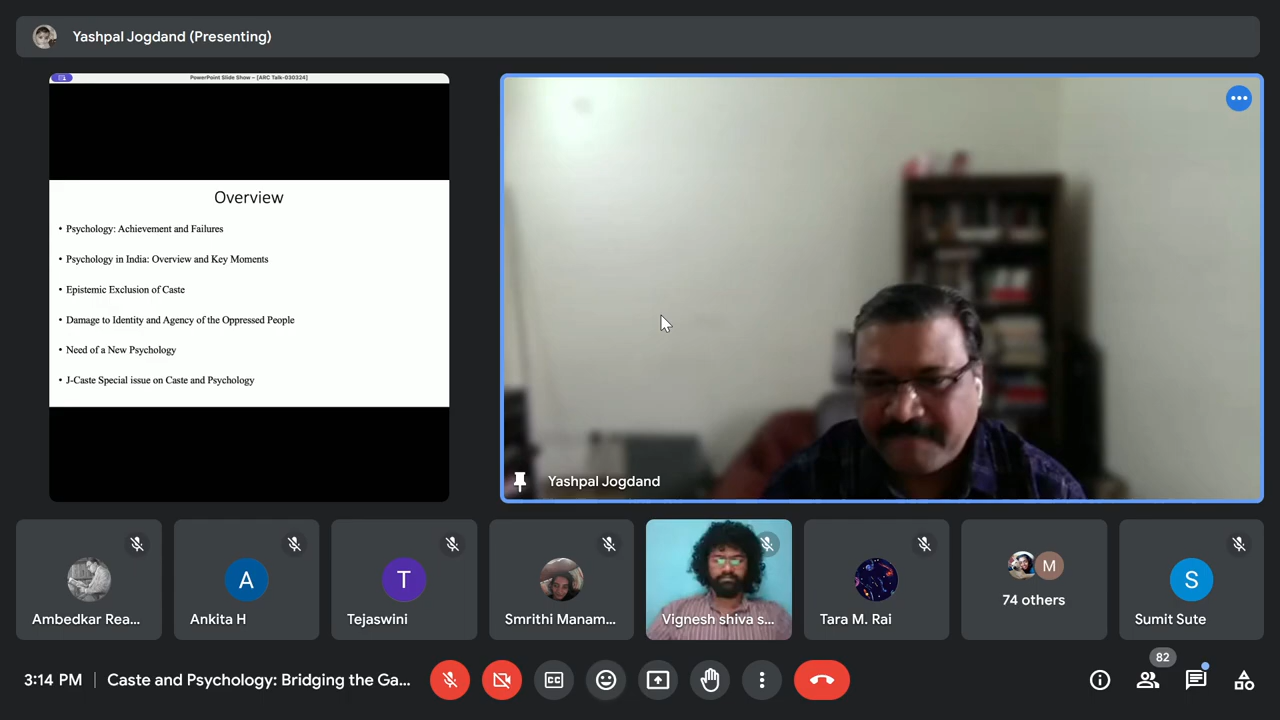 Yashpal Jogdand (Presenting)
PowerPoint Slide Show – [ARC Talk-030324]
Overview
• Psychology: Achievement and Failures
• Psychology in India: Overview and Key Moments
• Epistemic Exclusion of Caste
• Damage to Identity and Agency of the Oppressed People
• Need of a New Psychology
• J-Caste Special issue on Caste and Psychology
Yashpal Jogdand
Ambedkar Rea...
A
Ankita H
T
Tejaswini
Smrithi Manam...
Vignesh shiva s...
Tara M. Rai
M
74 others
S
Sumit Sute
3:14 PM | Caste and Psychology: Bridging the Ga...
CC
82